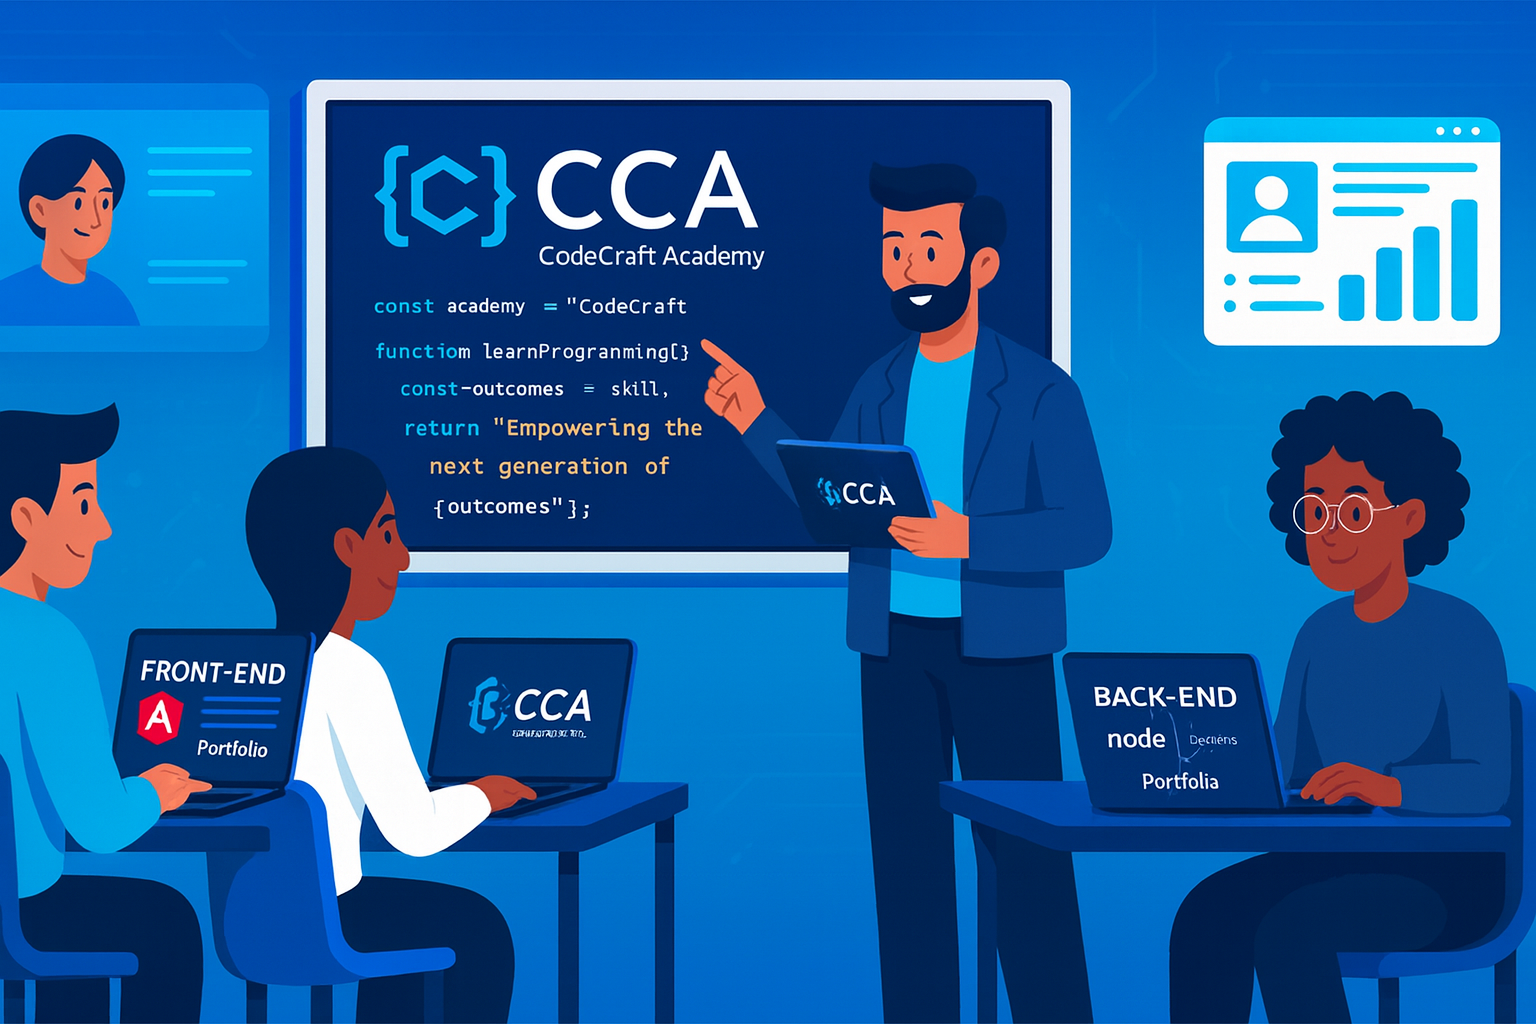 CCA
CodeCraft Academy
const academy = "CodeCraft
functiom learnProgranming[}
const-outcomes = skill,
return "Empowering the
next generation of
{outcomes"};
CCA
FRONT-END
A
Portfolio
CCA
BACK-END
node
Portfolia